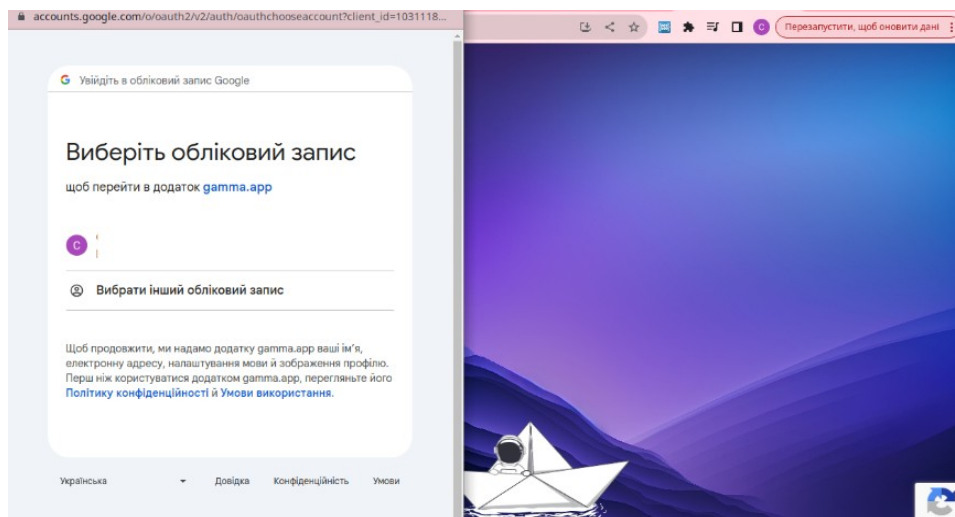 accounts.google.com/o/oauth2/v2/auth/oauthchooseaccount?client_id=1031118...
C
Перезапустити, щоб оновити дані
G Увійдіть в обліковий запис Google
Виберіть обліковий запис
щоб перейти в додаток gamma.app
C
Вибрати інший обліковий запис
Щоб продовжити, ми надамо додатку gamma.app ваші ім’я,
електронну адресу, налаштування мови й зображення профілю.
Перш ніж користуватися додатком gamma.app, перегляньте його
Політику конфіденційності й Умови використання.
Українська Довідка Конфіденційність Умови